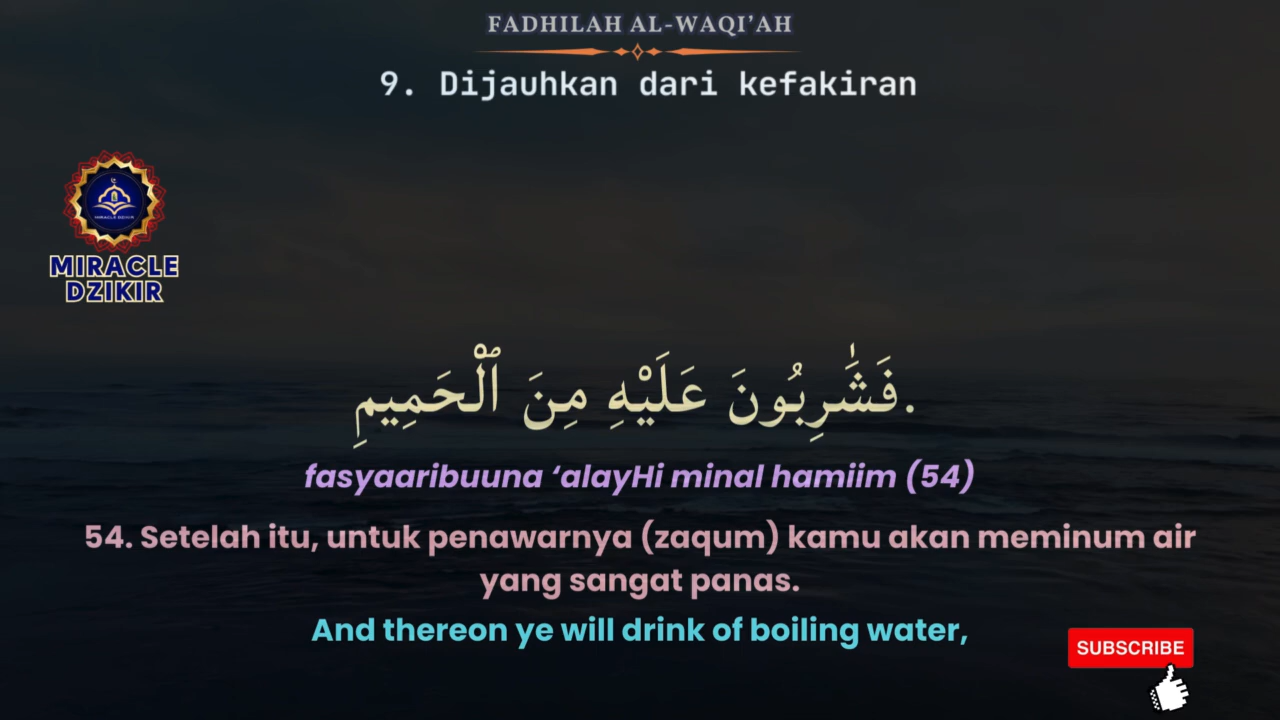 FADHILAH AL-WAQI’AH
9. Dijauhkan dari kefakiran
MIRACLE DZIKIR
MIRACLE
DZIKIR
فَشَٰرِبُونَ عَلَيْهِ مِنَ ٱلْحَمِيمِ.
fasyaaribuuna ‘alayHi minal hamiim (54)
54. Setelah itu, untuk penawarnya (zaqum) kamu akan meminum air
yang sangat panas.
And thereon ye will drink of boiling water,
SUBSCRIBE